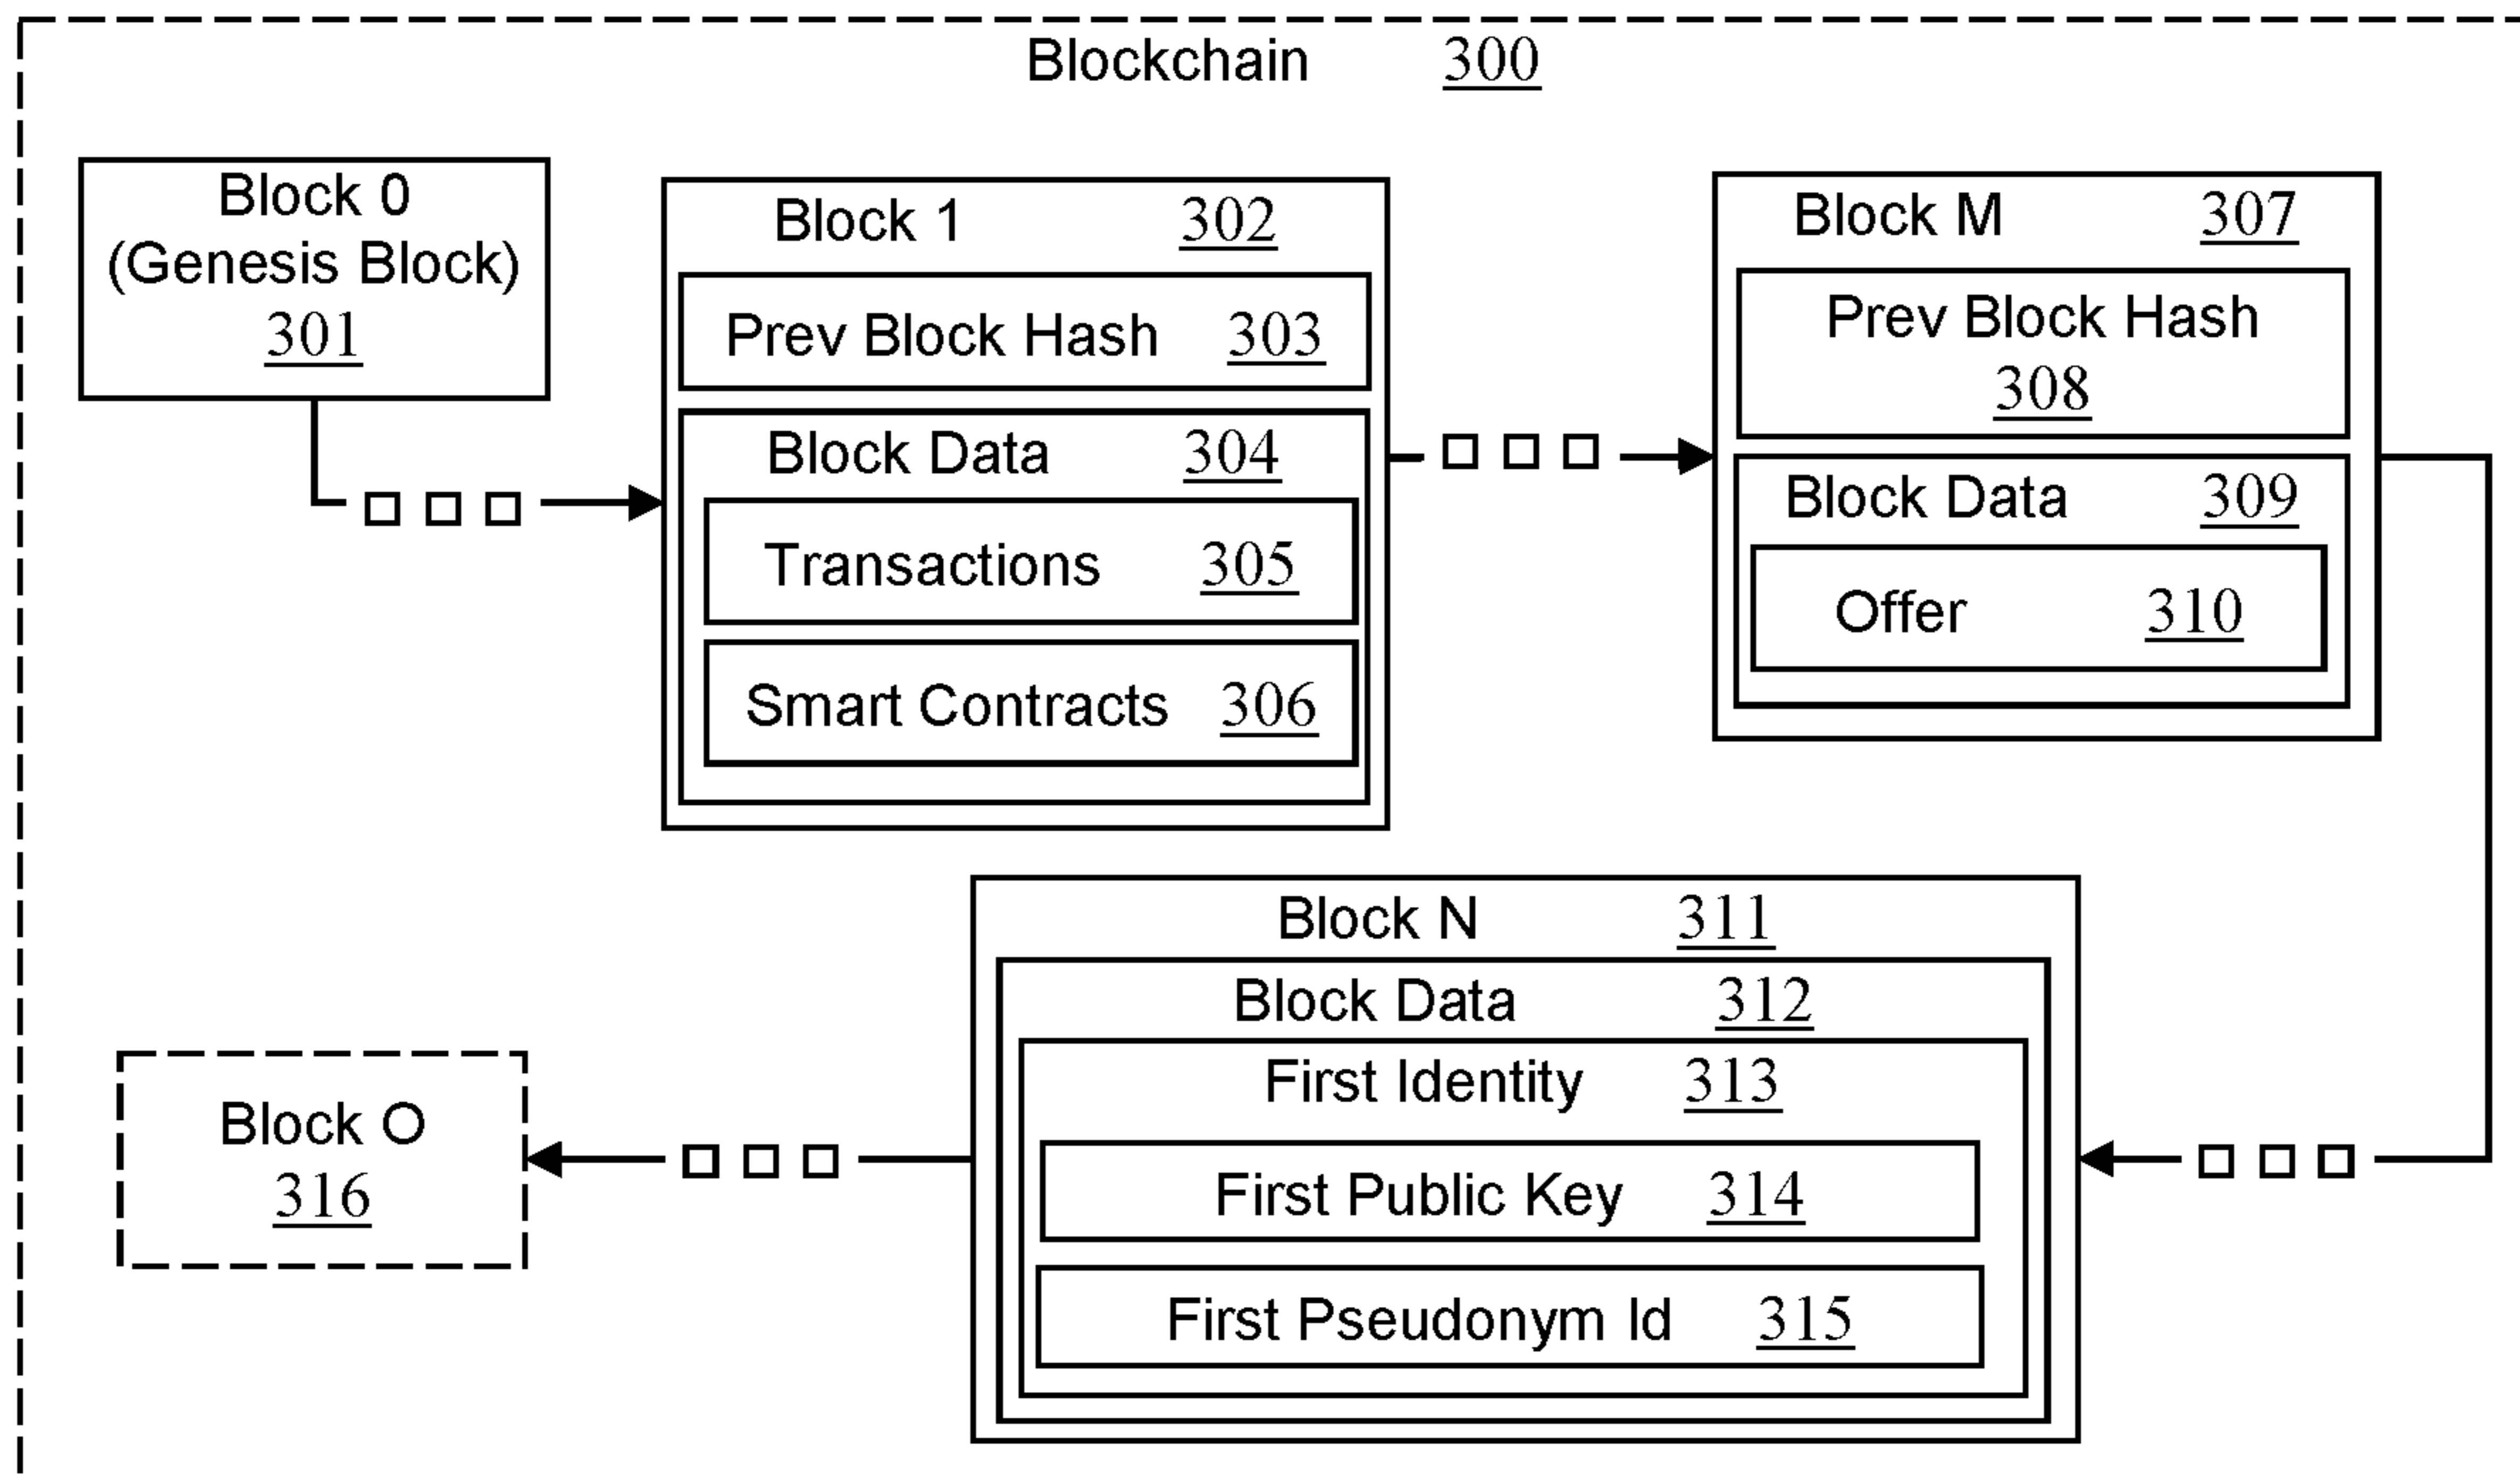 Blockchain 300
Block 0
(Genesis Block)
301
Block 1 302
Prev Block Hash 303
Block Data 304
Transactions 305
Smart Contracts 306
Block M 307
Prev Block Hash
308
Block Data 309
Offer 310
Block N 311
Block Data 312
First Identity 313
First Public Key 314
First Pseudonym Id 315
Block O
316